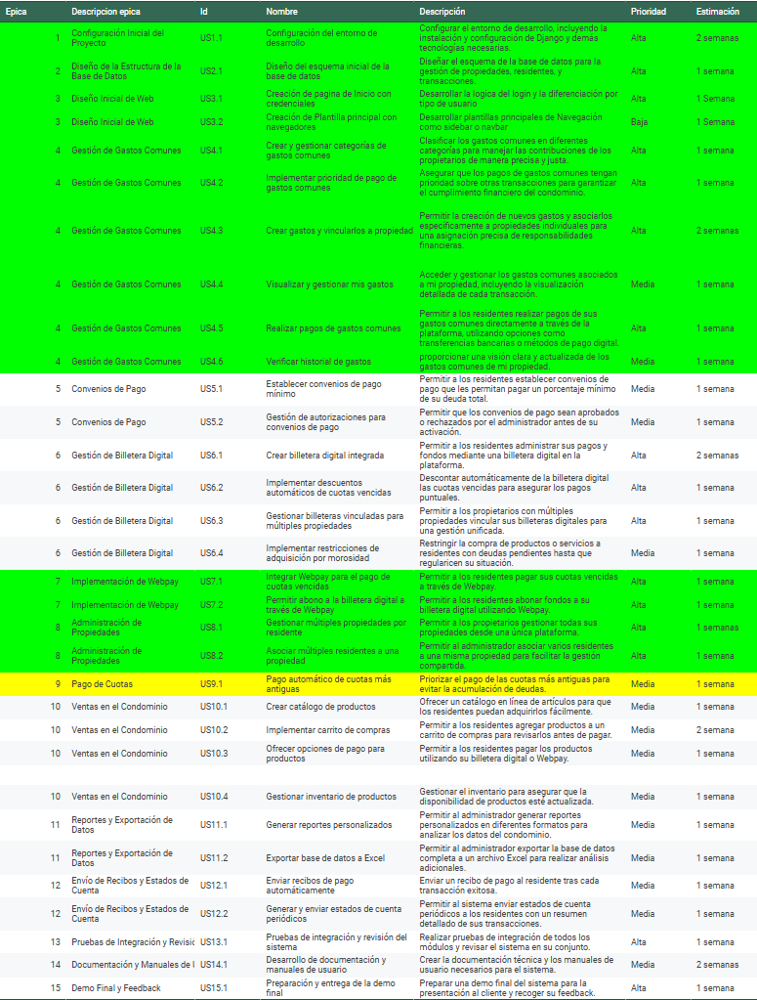 Epica Descripcion epica Id Nombre Descripción Prioridad Estimación
1 Configuración Inicial del Proyecto US1.1 Configuración del entorno de desarrollo Configurar el entorno de desarrollo, incluyendo la instalación y configuración de Django y demás tecnologías necesarias. Alta 2 semanas
2 Diseño de la Estructura de la Base de Datos US2.1 Diseño del esquema inicial de la base de datos Diseñar el esquema de la base de datos para la gestión de propiedades, residentes, y transacciones. Alta 1 semana
3 Diseño Inicial de Web US3.1 Creación de pagina de Inicio con credenciales Desarrollar la logica del login y la diferenciación por tipo de usuario Alta 1 Semana
3 Diseño Inicial de Web US3.2 Creación de Plantilla principal con navegadores Desarrollar plantillas principales de Navegación como sidebar o navbar Baja 1 Semana
4 Gestión de Gastos Comunes US4.1 Crear y gestionar categorías de gastos comunes Clasificar los gastos comunes en diferentes categorías para manejar las contribuciones de los propietarios de manera precisa y justa. Alta 1 semana
4 Gestión de Gastos Comunes US4.2 Implementar prioridad de pago de gastos comunes Asegurar que los pagos de gastos comunes tengan prioridad sobre otras transacciones para garantizar el cumplimiento financiero del condominio. Alta 1 semana
4 Gestión de Gastos Comunes US4.3 Crear gastos y vincularlos a propiedad Permitir la creación de nuevos gastos y asociarlos específicamente a propiedades individuales para una asignación precisa de responsabilidades financieras. Alta 2 semanas
4 Gestión de Gastos Comunes US4.4 Visualizar y gestionar mis gastos Acceder y gestionar los gastos comunes asociados a mi propiedad, incluyendo la visualización detallada de cada transacción. Media 1 semana
4 Gestión de Gastos Comunes US4.5 Realizar pagos de gastos comunes Permitir a los residentes realizar pagos de sus gastos comunes directamente a través de la plataforma, utilizando opciones como transferencias bancarias o métodos de pago digital. Alta 1 semana
4 Gestión de Gastos Comunes US4.6 Verificar historial de gastos proporcionar una visión clara y actualizada de los gastos comunes de mi propiedad. Media 1 semana
5 Convenios de Pago US5.1 Establecer convenios de pago mínimo Permitir a los residentes establecer convenios de pago que les permitan pagar un porcentaje mínimo de su deuda total. Media 1 semana
5 Convenios de Pago US5.2 Gestión de autorizaciones para convenios de pago Permitir que los convenios de pago sean aprobados o rechazados por el administrador antes de su activación. Media 1 semana
6 Gestión de Billetera Digital US6.1 Crear billetera digital integrada Permitir a los residentes administrar sus pagos y fondos mediante una billetera digital en la plataforma. Alta 2 semanas
6 Gestión de Billetera Digital US6.2 Implementar descuentos automáticos de cuotas vencidas Descontar automáticamente de la billetera digital las cuotas vencidas para asegurar los pagos puntuales. Alta 1 semana
6 Gestión de Billetera Digital US6.3 Gestionar billeteras vinculadas para múltiples propiedades Permitir a los propietarios con múltiples propiedades vincular sus billeteras digitales para una gestión unificada. Alta 1 semana
6 Gestión de Billetera Digital US6.4 Implementar restricciones de adquisición por morosidad Restringir la compra de productos o servicios a residentes con deudas pendientes hasta que regularicen su situación. Media 1 semana
7 Implementación de Webpay US7.1 Integrar Webpay para el pago de cuotas vencidas Permitir a los residentes pagar sus cuotas vencidas a través de Webpay. Alta 1 semana
7 Implementación de Webpay US7.2 Permitir abono a la billetera digital a través de Webpay Permitir a los residentes abonar fondos a su billetera digital utilizando Webpay. Alta 1 semana
8 Administración de Propiedades US8.1 Gestionar múltiples propiedades por residente Permitir a los propietarios gestionar todas sus propiedades desde una única plataforma. Alta 1 semanas
8 Administración de Propiedades US8.2 Asociar múltiples residentes a una propiedad Permitir al administrador asociar varios residentes a una misma propiedad para facilitar la gestión compartida. Alta 1 semana
9 Pago de Cuotas US9.1 Pago automático de cuotas más antiguas Priorizar el pago de las cuotas más antiguas para evitar la acumulación de deudas. Media 1 semana
10 Ventas en el Condominio US10.1 Crear catálogo de productos Ofrecer un catálogo en línea de artículos para que los residentes puedan adquirirlos fácilmente. Media 1 semana
10 Ventas en el Condominio US10.2 Implementar carrito de compras Permitir a los residentes agregar productos a un carrito de compras para revisarlos antes de pagar. Media 2 semana
10 Ventas en el Condominio US10.3 Ofrecer opciones de pago para productos Permitir a los residentes pagar los productos utilizando su billetera digital o Webpay. Media 1 semana
10 Ventas en el Condominio US10.4 Gestionar inventario de productos Gestionar el inventario para asegurar que la disponibilidad de productos esté actualizada. Media 1 semana
11 Reportes y Exportación de Datos US11.1 Generar reportes personalizados Permitir al administrador generar reportes personalizados en diferentes formatos para analizar los datos del condominio. Media 1 semana
11 Reportes y Exportación de Datos US11.2 Exportar base de datos a Excel Permitir al administrador exportar la base de datos completa a un archivo Excel para realizar análisis adicionales. Media 1 semana
12 Envío de Recibos y Estados de Cuenta US12.1 Enviar recibos de pago automáticamente Enviar un recibo de pago al residente tras cada transacción exitosa. Media 1 semana
12 Envío de Recibos y Estados de Cuenta US12.2 Generar y enviar estados de cuenta periódicos Permitir al sistema enviar estados de cuenta periódicos a los residentes con un resumen detallado de sus transacciones. Media 1 semana
13 Pruebas de Integración y Revisió US13.1 Pruebas de integración y revisión del sistema Realizar pruebas de integración de todos los módulos y revisar el sistema en su conjunto. Alta 1 semana
14 Documentación y Manuales de l US14.1 Desarrollo de documentación y manuales de usuario Crear la documentación técnica y los manuales de usuario necesarios para el sistema. Media 2 semanas
15 Demo Final y Feedback US15.1 Preparación y entrega de la demo final Preparar una demo final del sistema para la presentación al cliente y recoger su feedback. Alta 1 semana